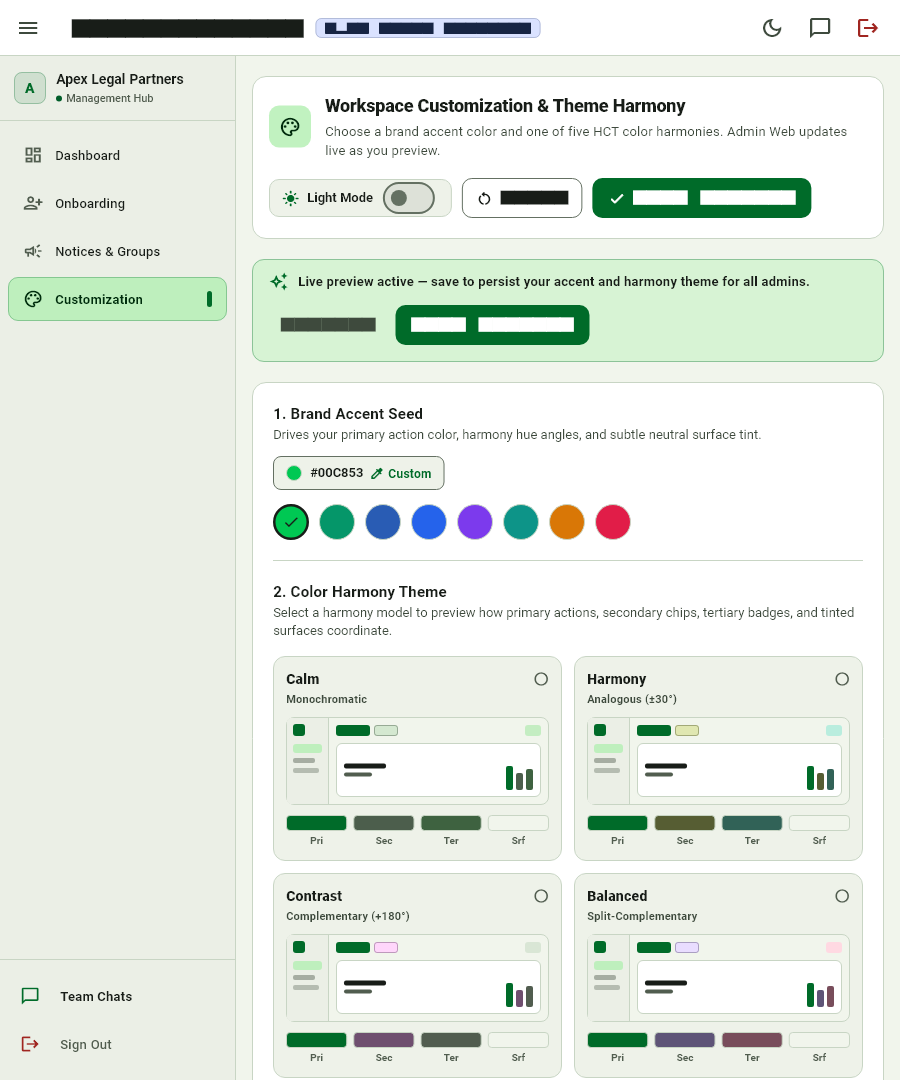 A
Apex Legal Partners
Management Hub
Dashboard
Onboarding
Notices & Groups
Customization
Team Chats
Sign Out
Workspace Customization & Theme Harmony
Choose a brand accent color and one of five HCT color harmonies. Admin Web updates
live as you preview.
Light Mode
Live preview active — save to persist your accent and harmony theme for all admins.
1. Brand Accent Seed
Drives your primary action color, harmony hue angles, and subtle neutral surface tint.
#00C853 Custom
2. Color Harmony Theme
Select a harmony model to preview how primary actions, secondary chips, tertiary badges, and tinted
surfaces coordinate.
Calm
Monochromatic
Pri Sec Ter Srf
Harmony
Analogous (±30°)
Pri Sec Ter Srf
Contrast
Complementary (+180°)
Pri Sec Ter Srf
Balanced
Split-Complementary
Pri Sec Ter Srf